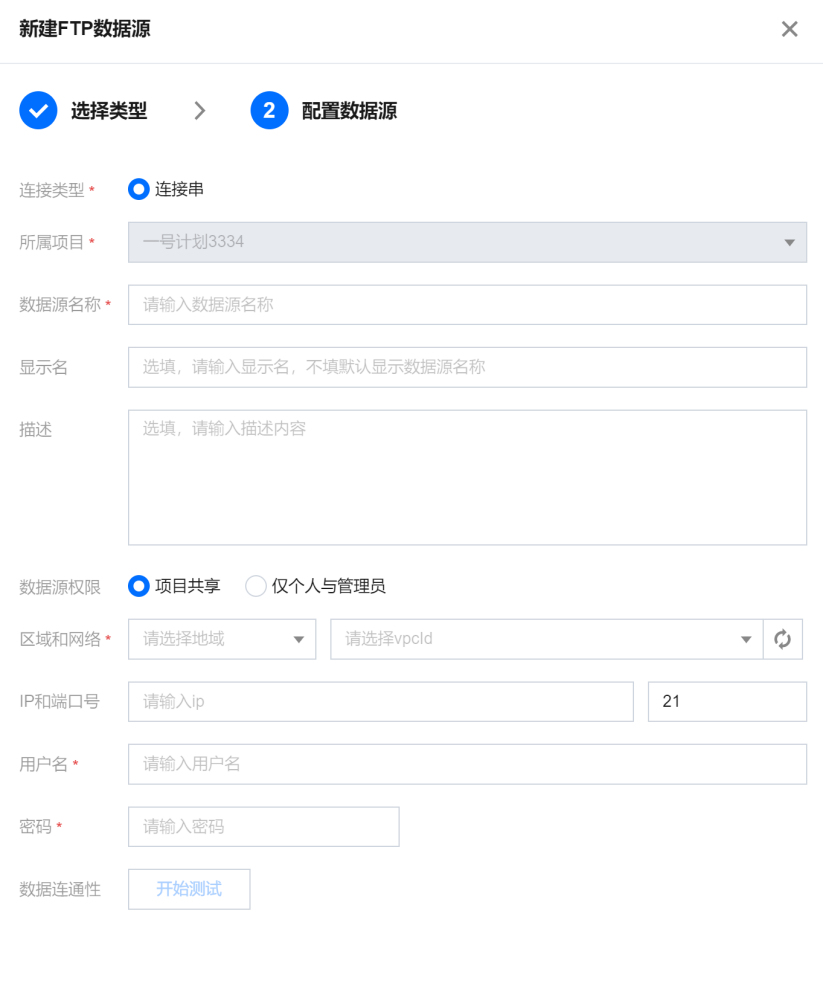 新建FTP数据源
选择类型
2 配置数据源
连接类型 * 连接串
所属项目 * 一号计划3334
数据源名称 * 请输入数据源名称
显示名 选填，请输入显示名，不填默认显示数据源名称
描述 选填，请输入描述内容
数据源权限 项目共享 仅个人与管理员
区域和网络 * 请选择地域 请选择vpcId
IP和端口号 请输入ip 21
用户名 * 请输入用户名
密码 * 请输入密码
数据连通性 开始测试